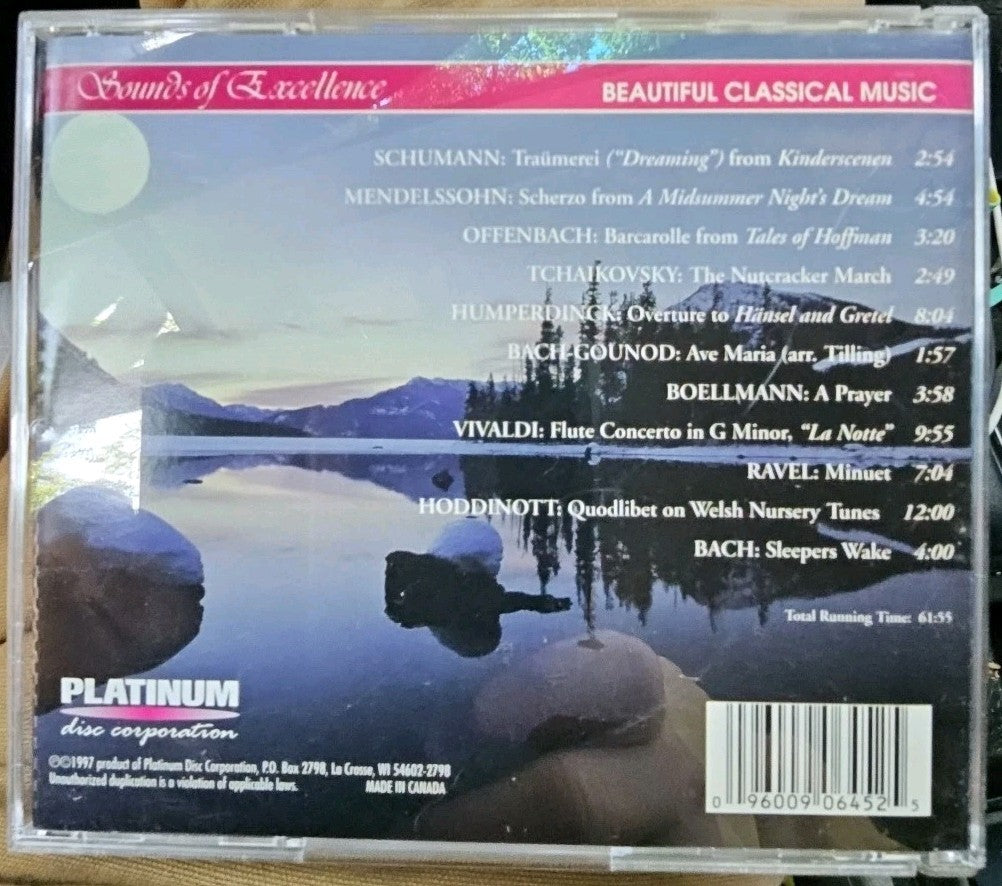 Sounds of Excellence
BEAUTIFUL CLASSICAL MUSIC
SCHUMANN: Traümerei ("Dreaming") from Kinderscenen 2:54
MENDELSSOHN: Scherzo from A Midsummer Night's Dream 4:54
OFFENBACH: Barcarolle from Tales of Hoffman 3:20
TCHAIKOVSKY: The Nutcracker March 2:49
HUMPERDINCK: Overture to Hänsel and Gretel 8:04
BACH-GOUNOD: Ave Maria (arr. Tilling) 1:57
BOELLMANN: A Prayer 3:58
VIVALDI: Flute Concerto in G Minor, "La Notte" 9:55
RAVEL: Minuet 7:04
HODDINOTT: Quodlibet on Welsh Nursery Tunes 12:00
BACH: Sleepers Wake 4:00
Total Running Time: 61:55
PLATINUM
disc corporation
℗©1997 product of Platinum Disc Corporation, P.O. Box 2798, La Crosse, WI 54602-2798
Unauthorized duplication is a violation of applicable laws. MADE IN CANADA
0 96009 06452 5